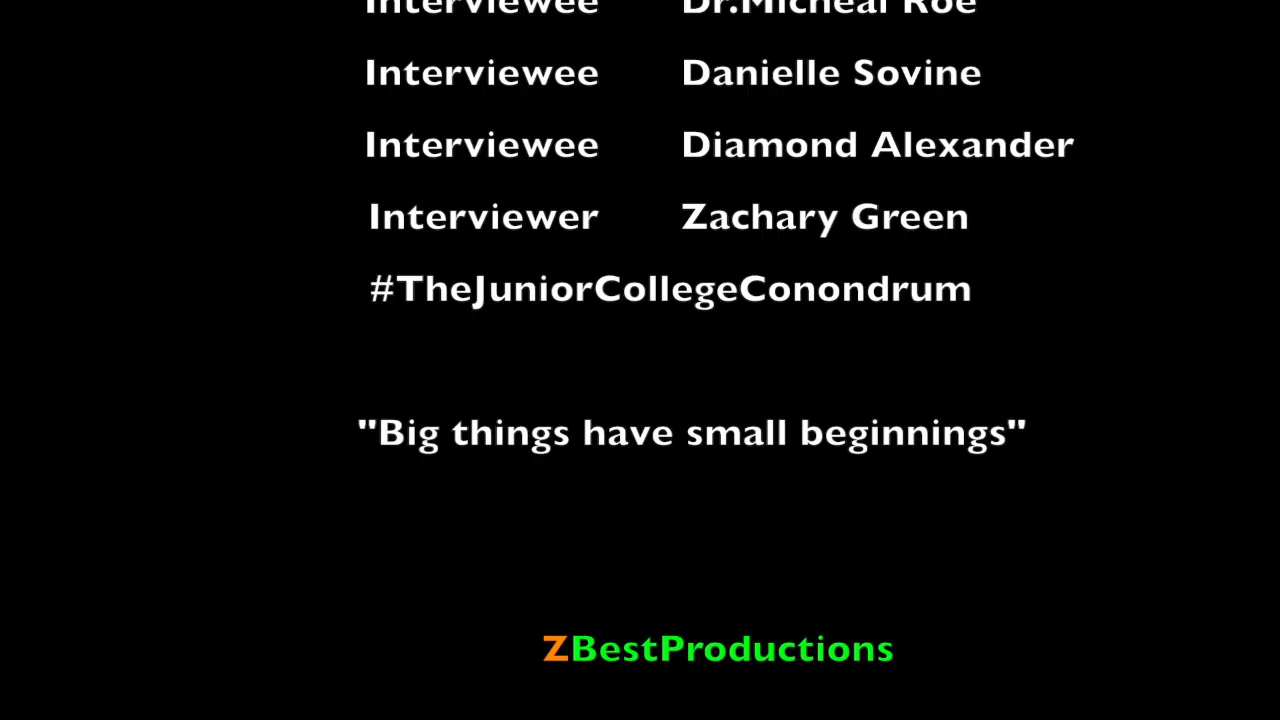 Interviewee Dr.Micheal Roe
Interviewee Danielle Sovine
Interviewee Diamond Alexander
Interviewer Zachary Green
#TheJuniorCollegeConondrum
"Big things have small beginnings"
ZBestProductions